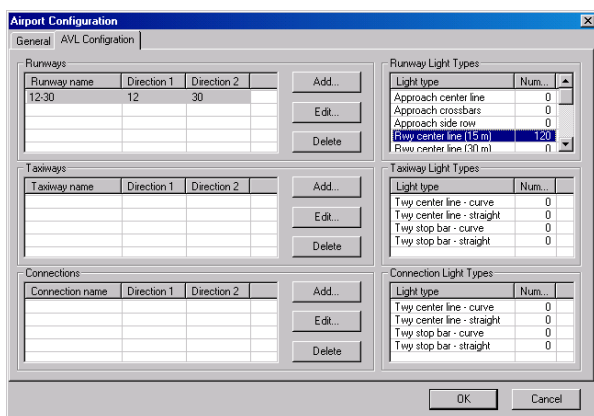 Airport Configuration
General AVL Configration
Runways
Runway name Direction 1 Direction 2
12-30 12 30
Add...
Edit...
Delete
Runway Light Types
Light type Num...
Approach center line 0
Approach crossbars 0
Approach side row 0
Rwy center line (15 m) 120
Rwy center line (30 m) 0
Taxiways
Taxiway name Direction 1 Direction 2
Add...
Edit...
Delete
Taxiway Light Types
Light type Num...
Twy center line - curve 0
Twy center line - straight 0
Twy stop bar - curve 0
Twy stop bar - straight 0
Connections
Connection name Direction 1 Direction 2
Add...
Edit...
Delete
Connection Light Types
Light type Num...
Twy center line - curve 0
Twy center line - straight 0
Twy stop bar - curve 0
Twy stop bar - straight 0
OK Cancel